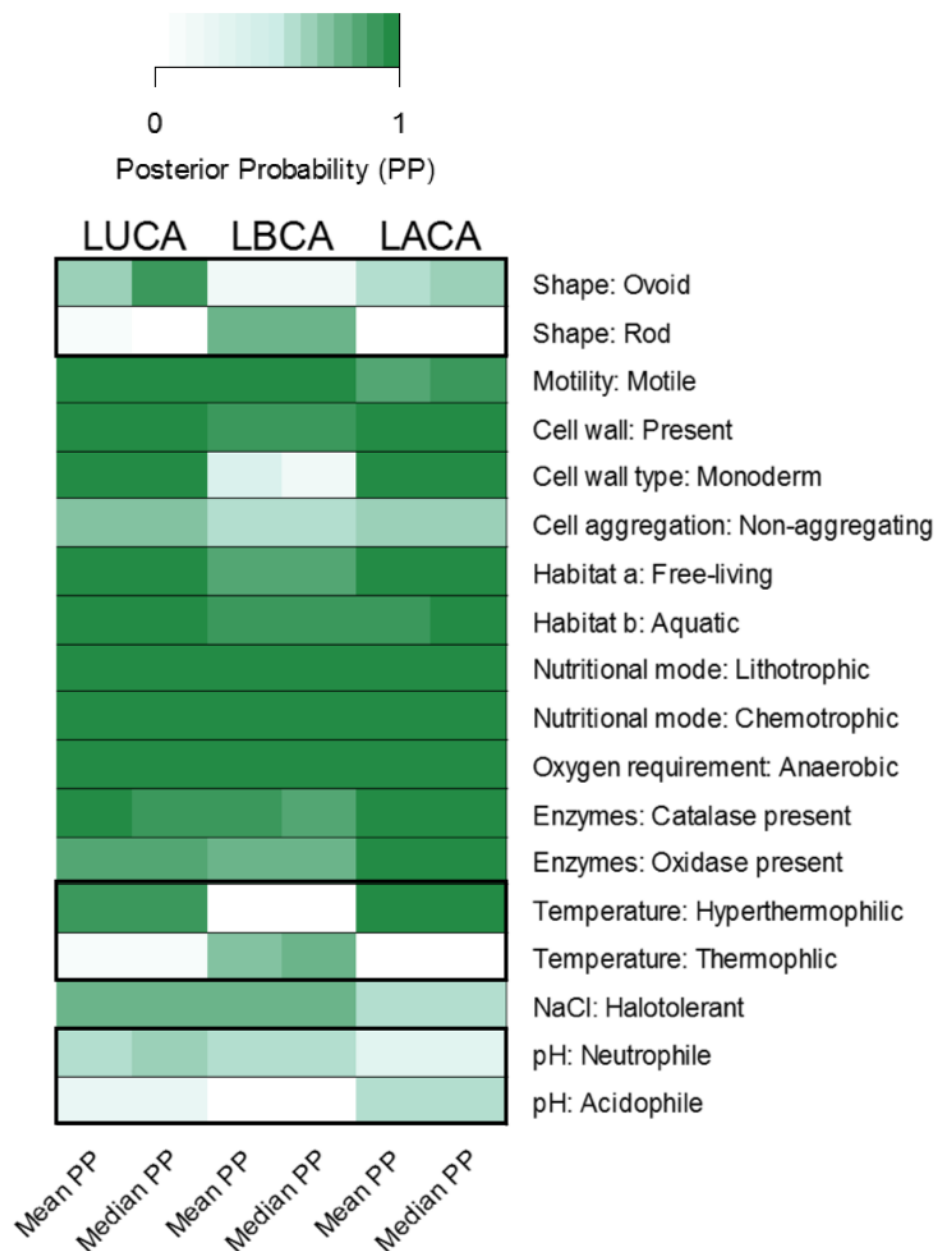 0 1
Posterior Probability (PP)
LUCA LBCA LACA
Shape: Ovoid
Shape: Rod
Motility: Motile
Cell wall: Present
Cell wall type: Monoderm
Cell aggregation: Non-aggregating
Habitat a: Free-living
Habitat b: Aquatic
Nutritional mode: Lithotrophic
Nutritional mode: Chemotrophic
Oxygen requirement: Anaerobic
Enzymes: Catalase present
Enzymes: Oxidase present
Temperature: Hyperthermophilic
Temperature: Thermophlic
NaCl: Halotolerant
pH: Neutrophile
pH: Acidophile
Mean PP Median PP Mean PP Median PP Mean PP Median PP